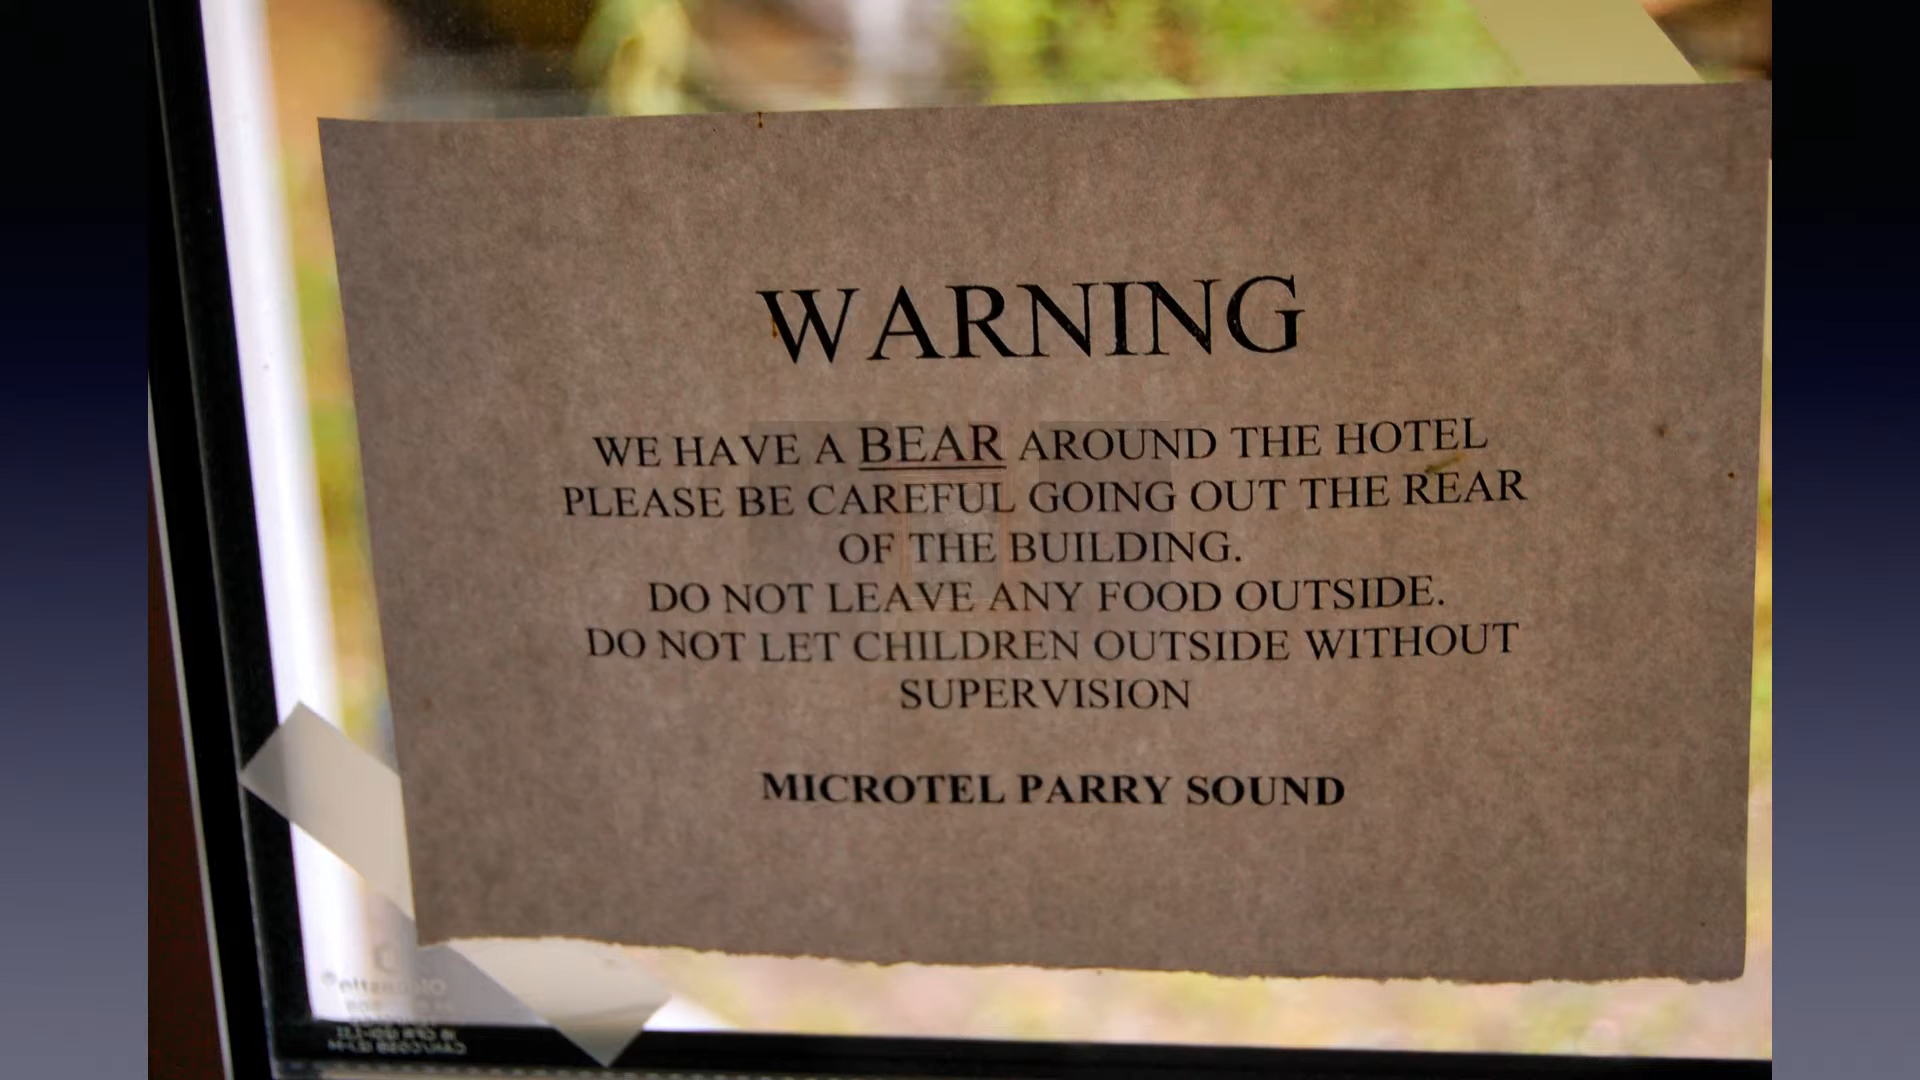 WARNING
WE HAVE A BEAR AROUND THE HOTEL
PLEASE BE CAREFUL GOING OUT THE REAR
OF THE BUILDING.
DO NOT LEAVE ANY FOOD OUTSIDE.
DO NOT LET CHILDREN OUTSIDE WITHOUT
SUPERVISION
MICROTEL PARRY SOUND